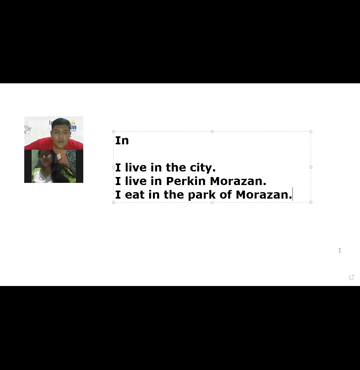 In
I live in the city.
I live in Perkin Morazan.
I eat in the park of Morazan.